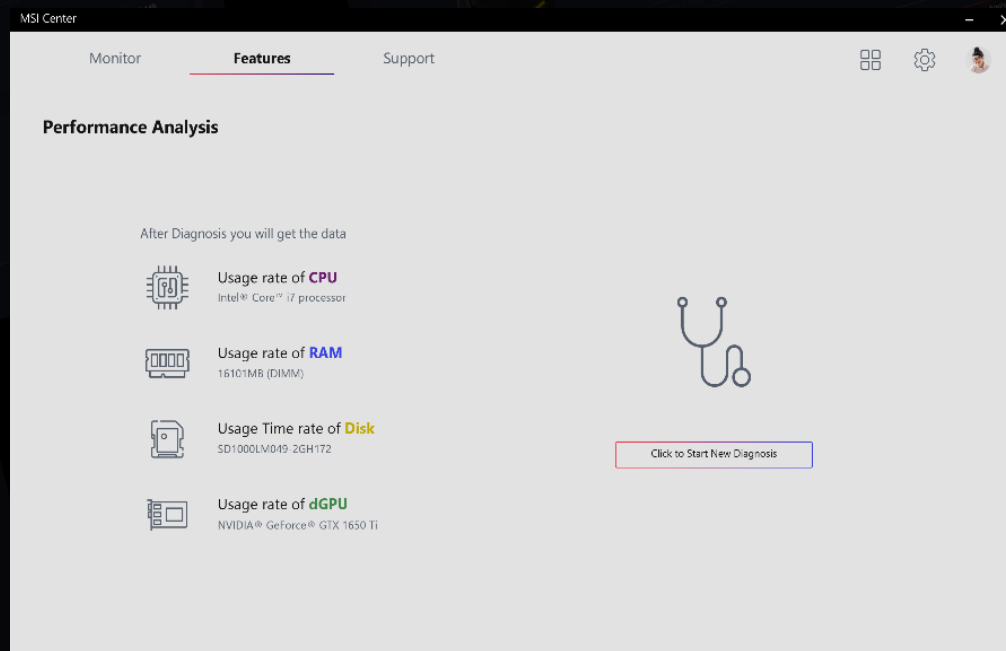 MSI Center
Monitor
Features
Support
Performance Analysis
After Diagnosis you will get the data
Usage rate of CPU
Intel® Core™ i7 processor
Usage rate of RAM
16101MB (DIMM)
Usage Time rate of Disk
SD1000LM049-2GH172
Usage rate of dGPU
NVIDIA® GeForce® GTX 1650 Ti
Click to Start New Diagnosis